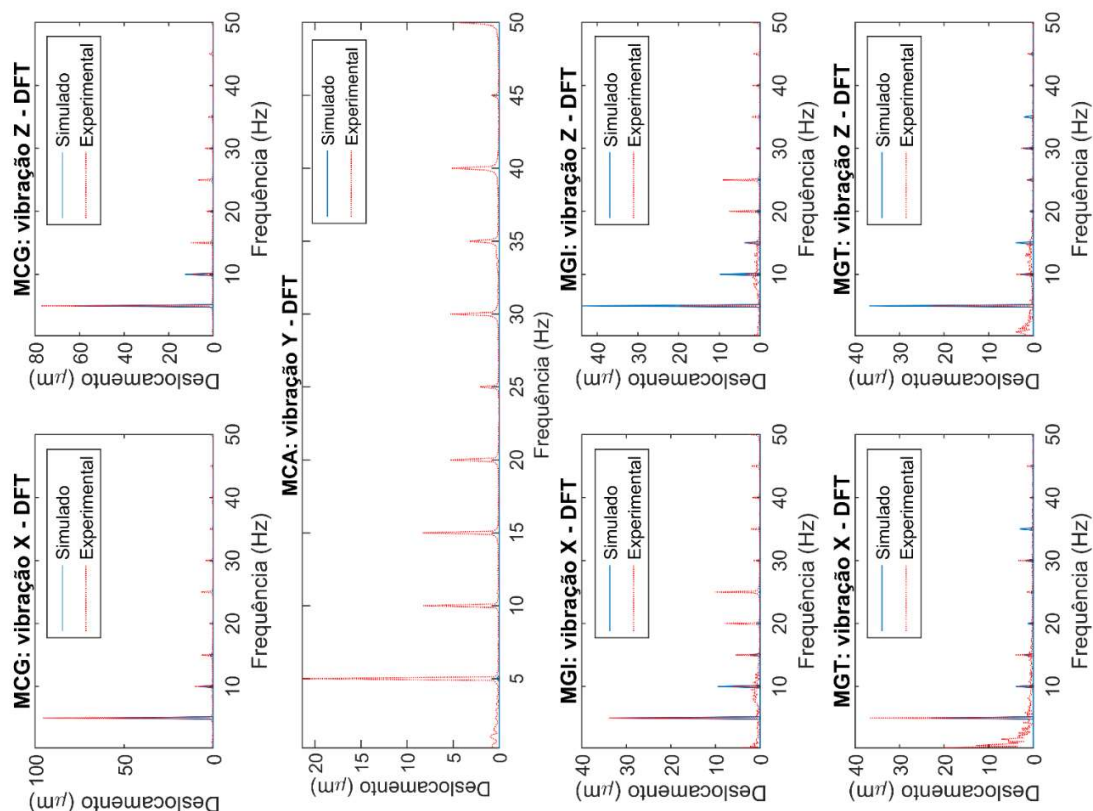 MCG: vibração X - DFT
Deslocamento (μm)
100
50
0
Simulado
Experimental
10 20 30 40 50
Frequência (Hz)
MCG: vibração Z - DFT
Deslocamento (μm)
80
60
40
20
0
Simulado
Experimental
10 20 30 40 50
Frequência (Hz)
MCA: vibração Y - DFT
Deslocamento (μm)
20
15
10
5
0
Simulado
Experimental
5 10 15 20 25 30 35 40 45 50
Frequência (Hz)
MGI: vibração X - DFT
Deslocamento (μm)
40
30
20
10
0
Simulado
Experimental
10 20 30 40 50
Frequência (Hz)
MGI: vibração Z - DFT
Deslocamento (μm)
40
30
20
10
0
Simulado
Experimental
10 20 30 40 50
Frequência (Hz)
MGT: vibração X - DFT
Deslocamento (μm)
40
30
20
10
0
Simulado
Experimental
10 20 30 40 50
Frequência (Hz)
MGT: vibração Z - DFT
Deslocamento (μm)
40
30
20
10
0
Simulado
Experimental
10 20 30 40 50
Frequência (Hz)